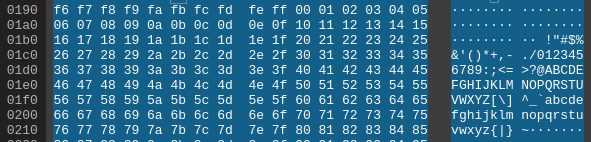 0190 f6 f7 f8 f9 fa fb fc fd fe ff 00 01 02 03 04 05 ········ ········
01a0 06 07 08 09 0a 0b 0c 0d 0e 0f 10 11 12 13 14 15 ········ ········
01b0 16 17 18 19 1a 1b 1c 1d 1e 1f 20 21 22 23 24 25 ········ ·· !"#$%
01c0 26 27 28 29 2a 2b 2c 2d 2e 2f 30 31 32 33 34 35 &'()*+,- ./012345
01d0 36 37 38 39 3a 3b 3c 3d 3e 3f 40 41 42 43 44 45 6789:;<= >?@ABCDE
01e0 46 47 48 49 4a 4b 4c 4d 4e 4f 50 51 52 53 54 55 FGHIJKLM NOPQRSTU
01f0 56 57 58 59 5a 5b 5c 5d 5e 5f 60 61 62 63 64 65 VWXYZ[\] ^_`abcde
0200 66 67 68 69 6a 6b 6c 6d 6e 6f 70 71 72 73 74 75 fghijklm nopqrstu
0210 76 77 78 79 7a 7b 7c 7d 7e 7f 80 81 82 83 84 85 vwxyz{|} ~·······